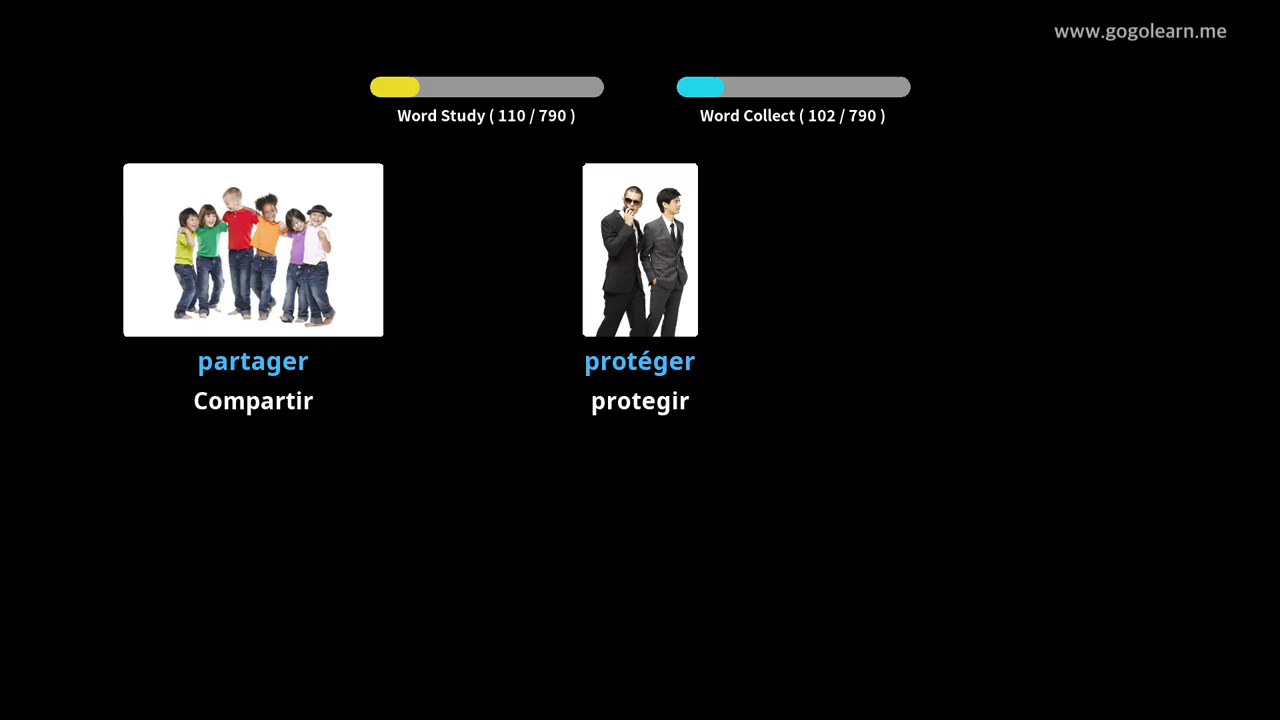 www.gogolearn.me
Word Study ( 110 / 790 )
Word Collect ( 102 / 790 )
partager
Compartir
protéger
protegir